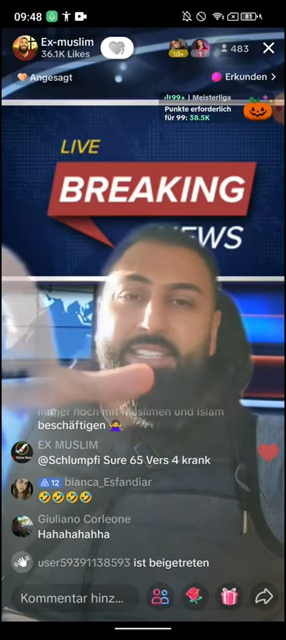 09:48
Ex-muslim
36.1K Likes
483
Angesagt
Erkunden >
99+ | Meisterliga
Punkte erforderlich
für 99: 38.5K
LIVE
BREAKING
NEWS
immer noch mit Muslimen und Islam
beschäftigen 🤦‍♀️
EX MUSLIM
@Schlumpfi Sure 65 Vers 4 krank
12 bianca_Esfandiar
🤣🤣🤣🤣
Giuliano Corleone
Hahahahahha
user59391138593 ist beigetreten
Kommentar hinz...